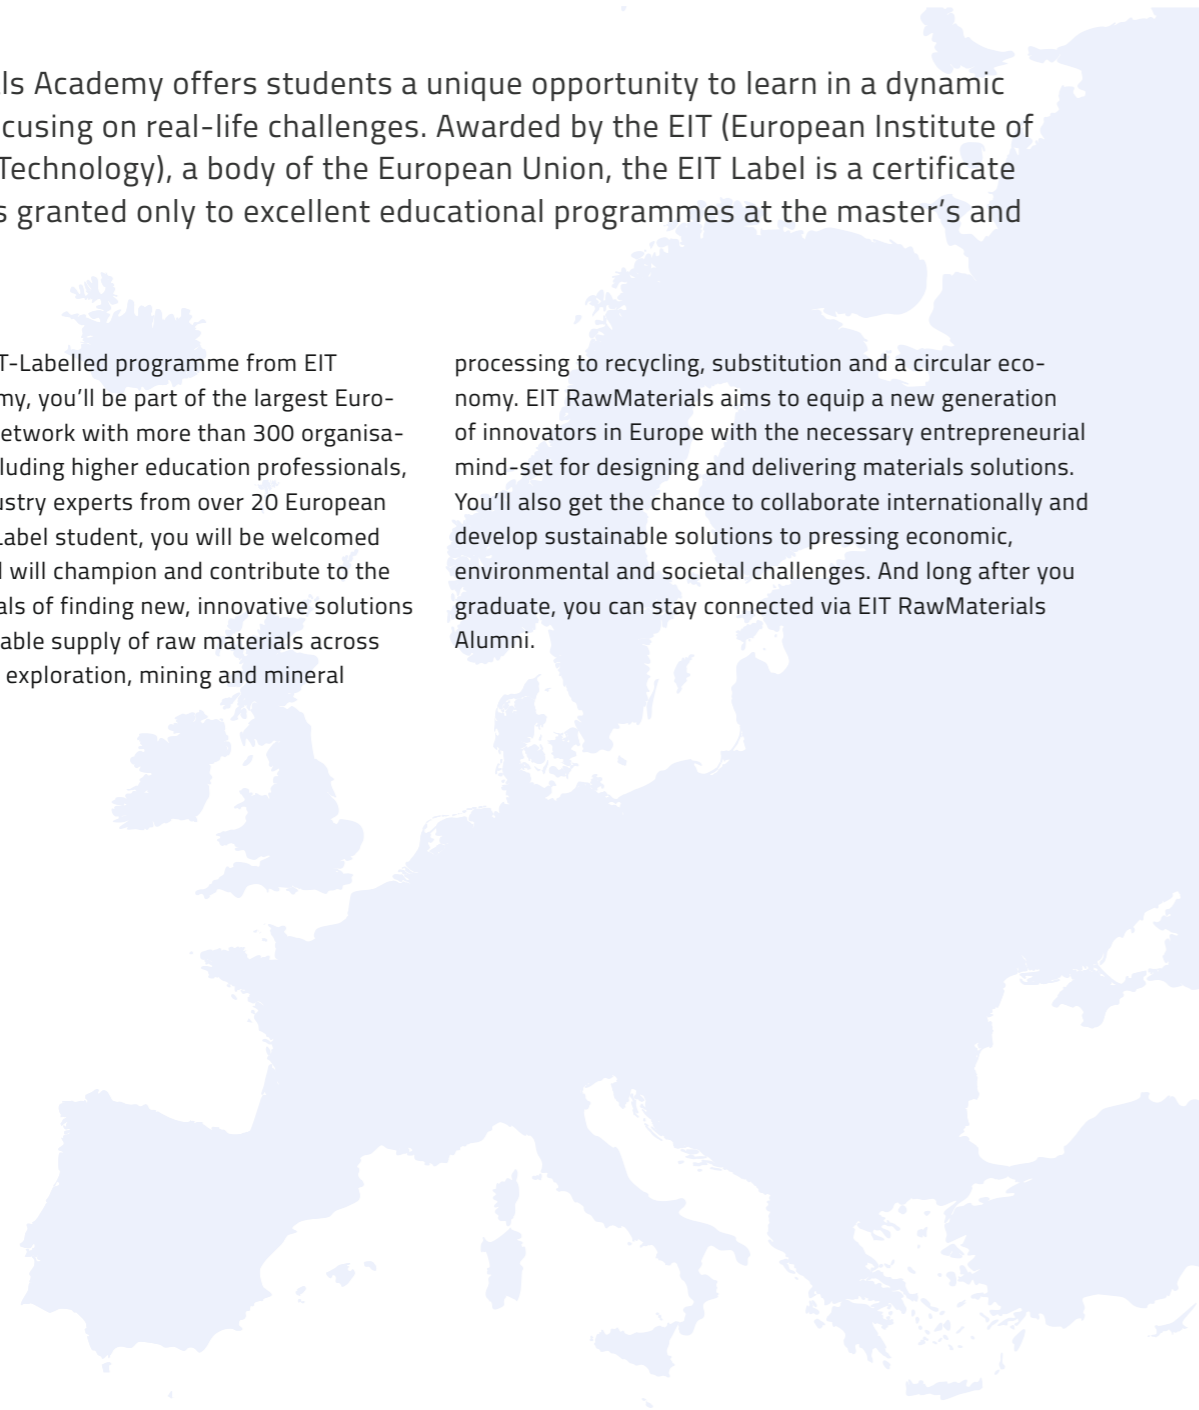 ls Academy offers students a unique opportunity to learn in a dynamic
cusing on real-life challenges. Awarded by the EIT (European Institute of
Technology), a body of the European Union, the EIT Label is a certificate
s granted only to excellent educational programmes at the master's and
T-Labelled programme from EIT
my, you'll be part of the largest Euro-
etwork with more than 300 organisa-
luding higher education professionals,
ustry experts from over 20 European
Label student, you will be welcomed
l will champion and contribute to the
als of finding new, innovative solutions
able supply of raw materials across
exploration, mining and mineral
processing to recycling, substitution and a circular eco-
nomy. EIT RawMaterials aims to equip a new generation
of innovators in Europe with the necessary entrepreneurial
mind-set for designing and delivering materials solutions.
You'll also get the chance to collaborate internationally and
develop sustainable solutions to pressing economic,
environmental and societal challenges. And long after you
graduate, you can stay connected via EIT RawMaterials
Alumni.